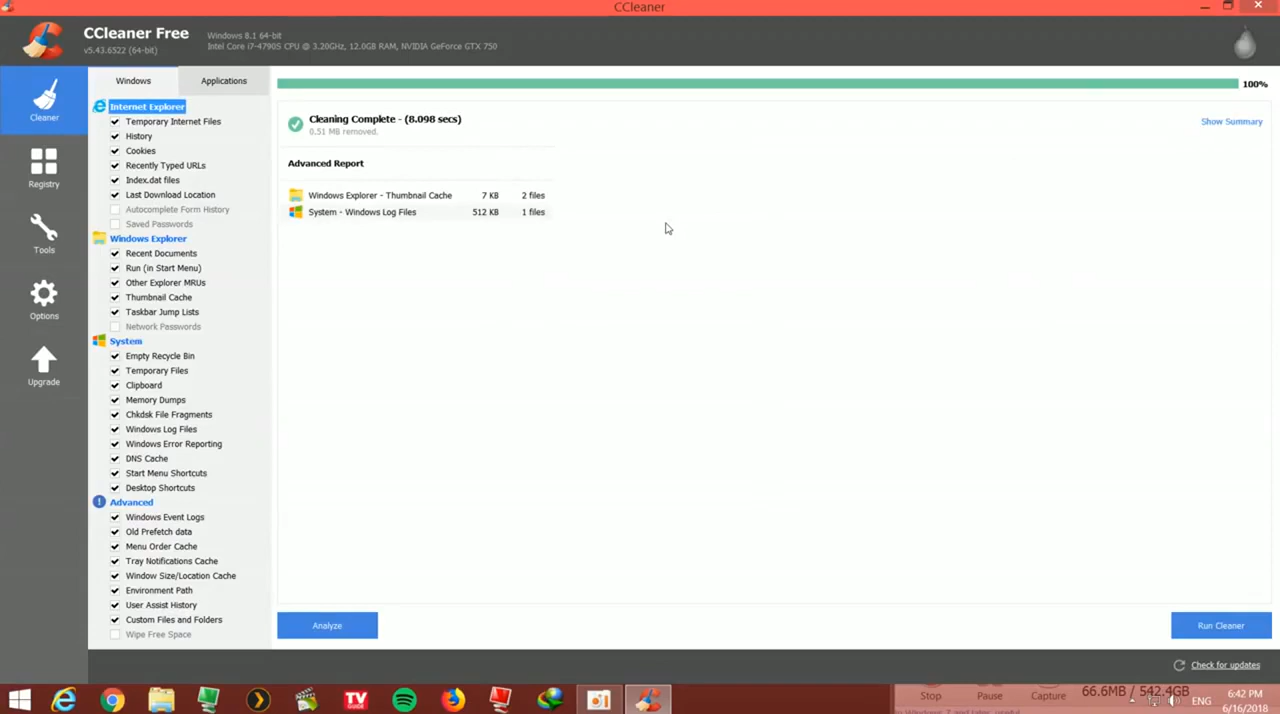 CCleaner
CCleaner Free
v5.43.6522 (64-bit)
Windows 8.1 64-bit
Intel Core i7-4790S CPU @ 3.20GHz, 12.0GB RAM, NVIDIA GeForce GTX 750
Cleaner
Registry
Tools
Options
Upgrade
Windows
Applications
Internet Explorer
Temporary Internet Files
History
Cookies
Recently Typed URLs
Index.dat files
Last Download Location
Autocomplete Form History
Saved Passwords
Windows Explorer
Recent Documents
Run (in Start Menu)
Other Explorer MRUs
Thumbnail Cache
Taskbar Jump Lists
Network Passwords
System
Empty Recycle Bin
Temporary Files
Clipboard
Memory Dumps
Chkdsk File Fragments
Windows Log Files
Windows Error Reporting
DNS Cache
Start Menu Shortcuts
Desktop Shortcuts
Advanced
Windows Event Logs
Old Prefetch data
Menu Order Cache
Tray Notifications Cache
Window Size/Location Cache
Environment Path
User Assist History
Custom Files and Folders
Wipe Free Space
100%
Cleaning Complete - (8.098 secs)
0.51 MB removed.
Show Summary
Advanced Report
Windows Explorer - Thumbnail Cache 7 KB 2 files
System - Windows Log Files 512 KB 1 files
Analyze
Run Cleaner
Check for updates
TV
GUIDE
Stop Pause Capture
66.6MB / 542.4GB
ENG
6:42 PM
6/16/2018